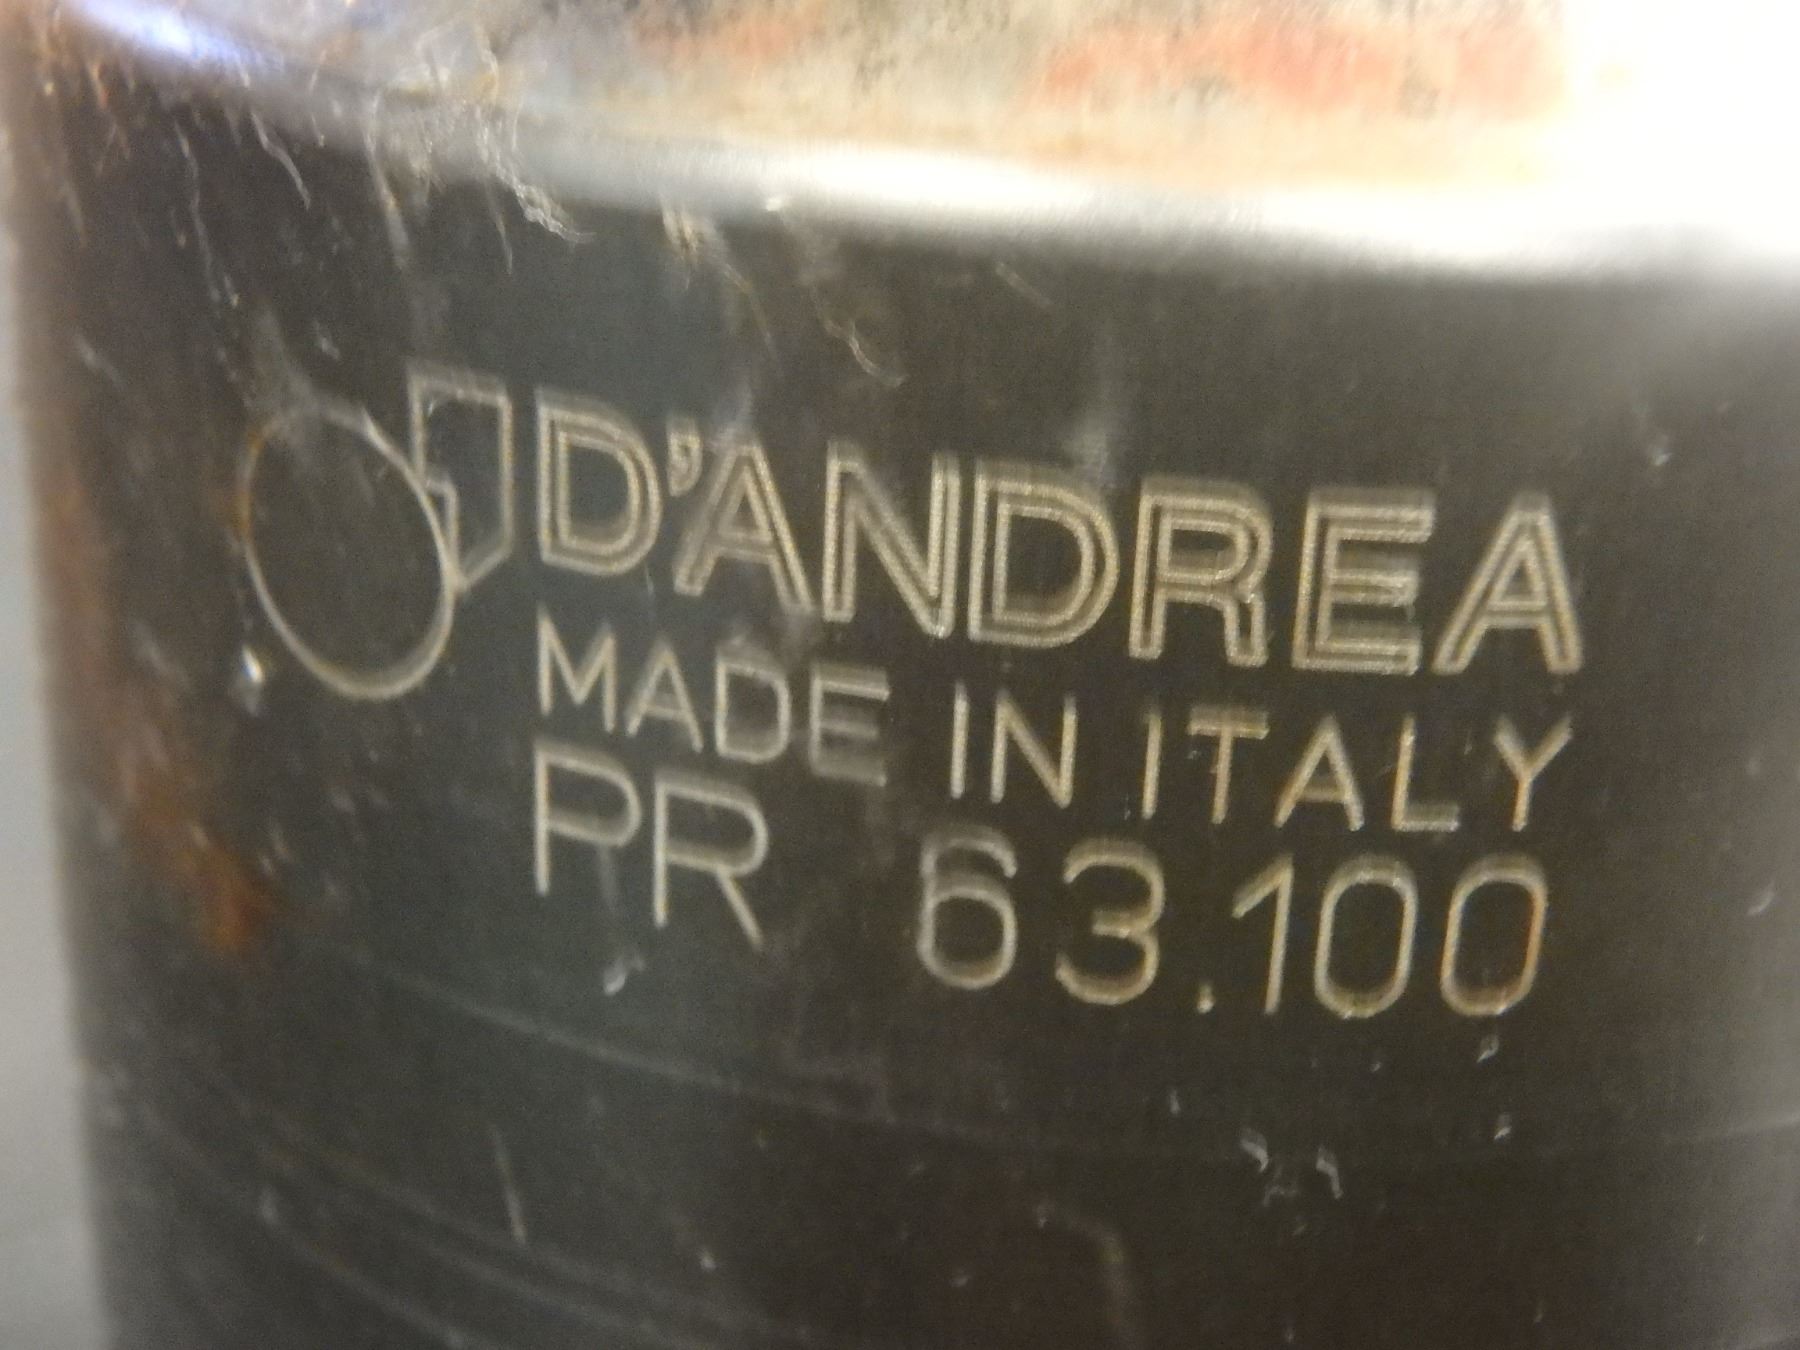 D'ANDREA
MADE IN ITALY
PR 63.100